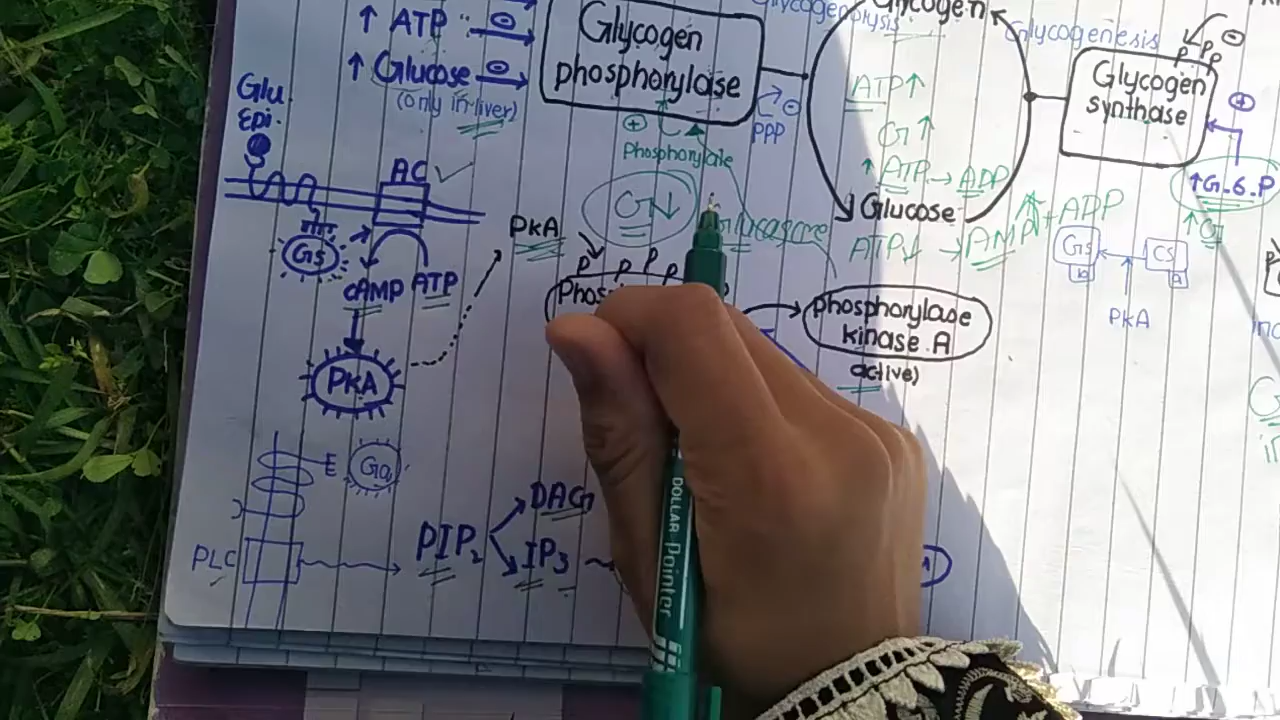 ↑ ATP ⊖
Glycogen
phosphorylase
↑ Glucose ⊖
(only in liver)
Glycogenolysis
Glycogen
Glycogenesis
P P P ⊖
Glycogen
synthase
⊕
↑G.6.P
↑G
ATP↑
G↑
↑ATP → ADP
Glucose
ATP↓ → AMP + ADP
⊖
PPP
⊕
Phosphorylate
G↓
Glucagone
Glu
Epi.
AC ✓
Gs
cAMP ATP
PKA
PKA
P P P P
Phos
Phosphorylase
kinase A
active)
Gs
b
CS
a
PKA
PLC
PIP₂
DAG
IP₃
DOLLAR Pointer